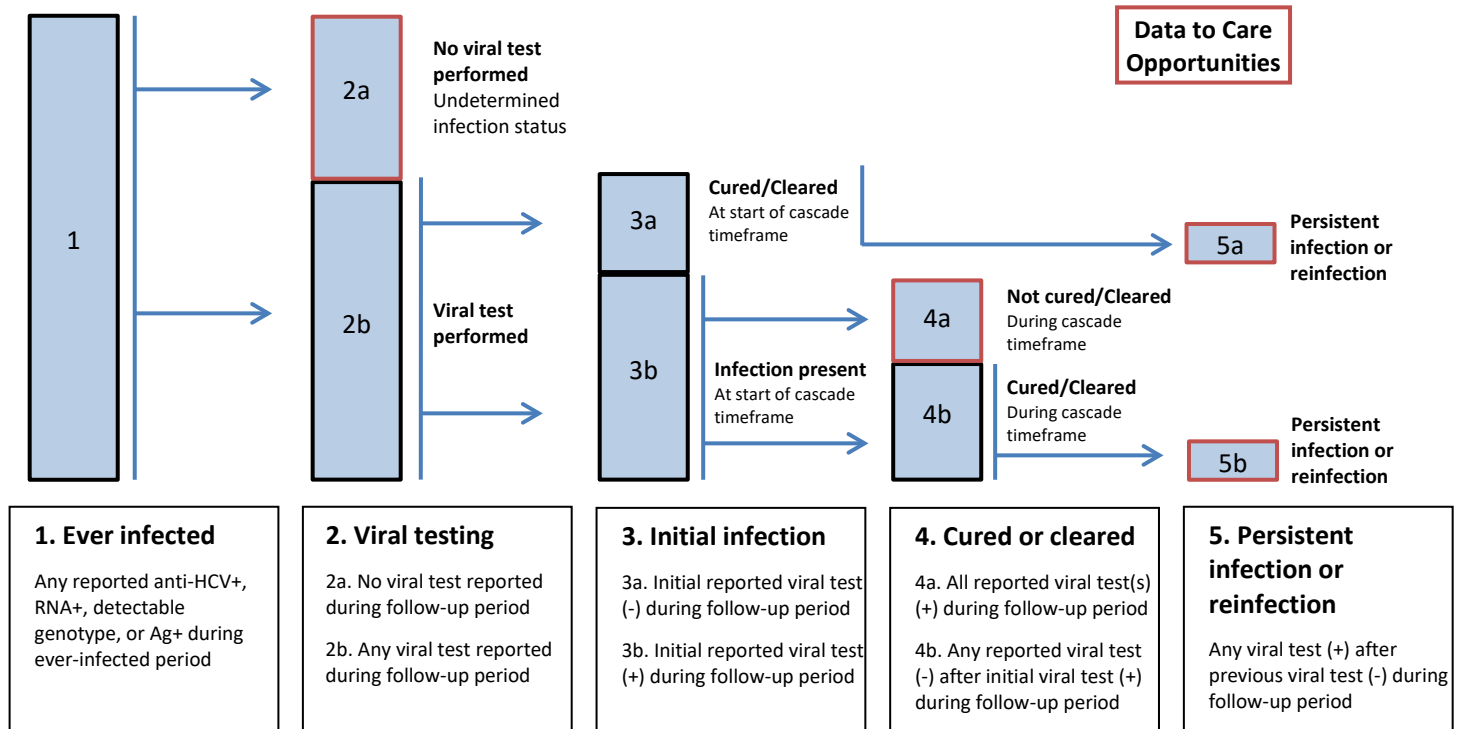 1
2a
2b
No viral test
performed
Undetermined
infection status
Viral test
performed
3a
3b
Cured/Cleared
At start of cascade
timeframe
Infection present
At start of cascade
timeframe
4a
4b
Not cured/Cleared
During cascade
timeframe
Cured/Cleared
During cascade
timeframe
Data to Care
Opportunities
5a
Persistent
infection or
reinfection
5b
Persistent
infection or
reinfection
1. Ever infected
Any reported anti-HCV+,
RNA+, detectable
genotype, or Ag+ during
ever-infected period
2. Viral testing
2a. No viral test reported
during follow-up period
2b. Any viral test reported
during follow-up period
3. Initial infection
3a. Initial reported viral test
(-) during follow-up period
3b. Initial reported viral test
(+) during follow-up period
4. Cured or cleared
4a. All reported viral test(s)
(+) during follow-up period
4b. Any reported viral test
(-) after initial viral test (+)
during follow-up period
5. Persistent
infection or
reinfection
Any viral test (+) after
previous viral test (-) during
follow-up period